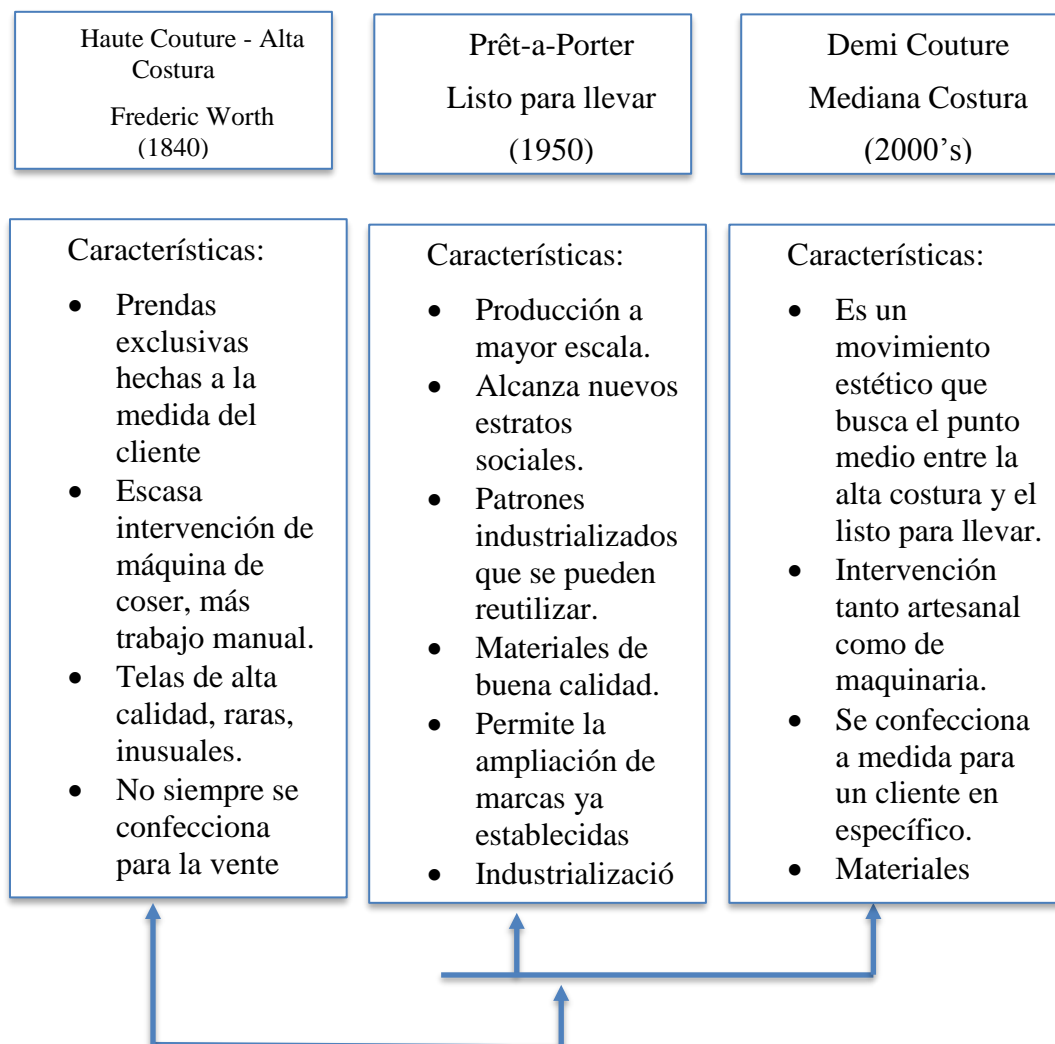 Haute Couture - Alta
Costura
Frederic Worth
(1840)
Prêt-a-Porter
Listo para llevar
(1950)
Demi Couture
Mediana Costura
(2000’s)
Características:
• Prendas
exclusivas
hechas a la
medida del
cliente
• Escasa
intervención de
máquina de
coser, más
trabajo manual.
• Telas de alta
calidad, raras,
inusuales.
• No siempre se
confecciona
para la vente
Características:
• Producción a
mayor escala.
• Alcanza nuevos
estratos
sociales.
• Patrones
industrializados
que se pueden
reutilizar.
• Materiales de
buena calidad.
• Permite la
ampliación de
marcas ya
establecidas
• Industrializació
Características:
• Es un
movimiento
estético que
busca el punto
medio entre la
alta costura y el
listo para llevar.
• Intervención
tanto artesanal
como de
maquinaria.
• Se confecciona
a medida para
un cliente en
específico.
• Materiales